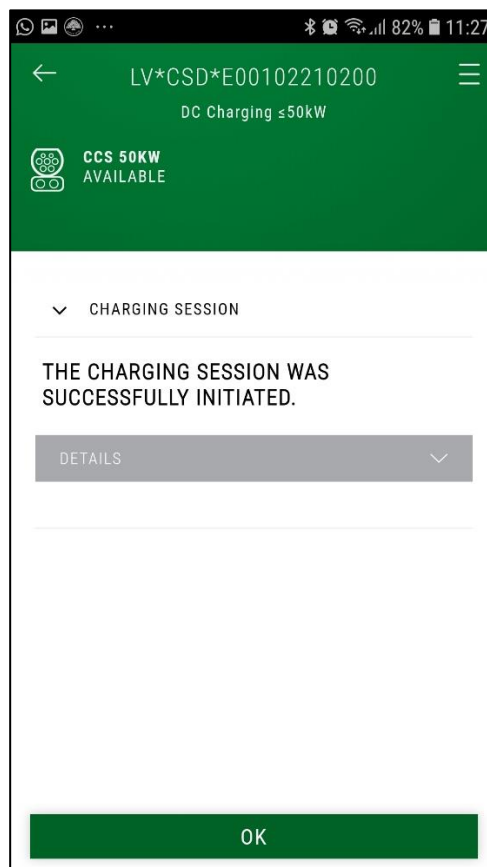 82% 11:27
LV*CSD*E00102210200
DC Charging ≤50kW
CCS 50KW
AVAILABLE
CHARGING SESSION
THE CHARGING SESSION WAS
SUCCESSFULLY INITIATED.
DETAILS
OK